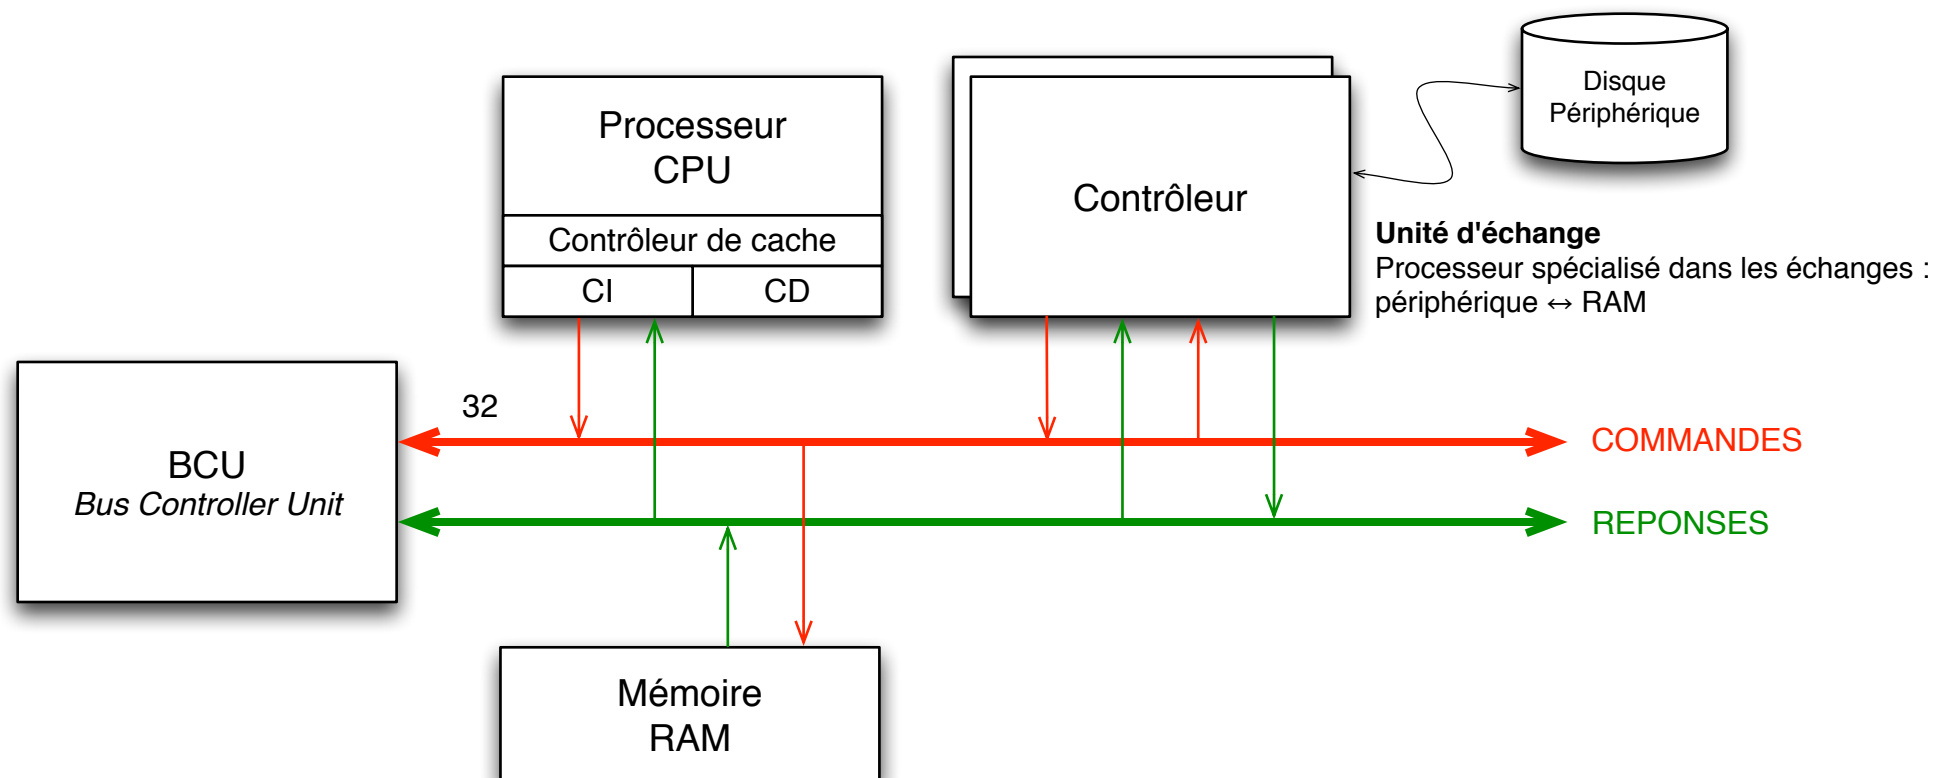 Disque
Périphérique
Processeur
CPU
Contrôleur
Contrôleur de cache
CI
CD
Unité d'échange
Processeur spécialisé dans les échanges :
périphérique ↔ RAM
32
BCU
Bus Controller Unit
COMMANDES
REPONSES
Mémoire
RAM